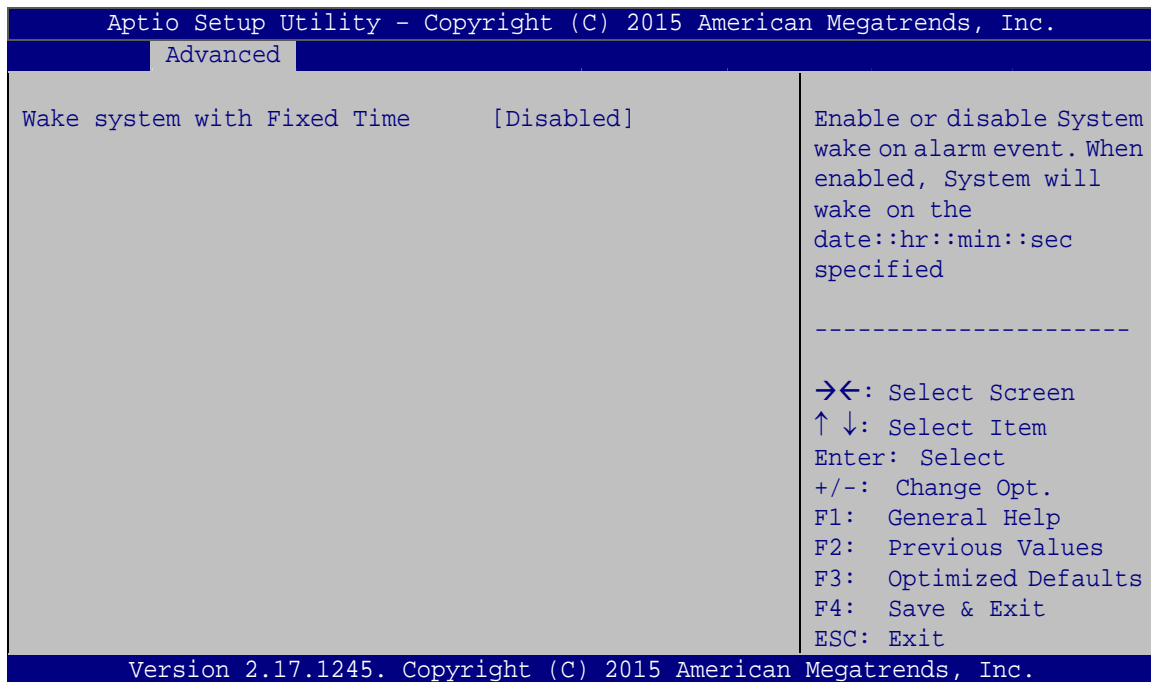 Aptio Setup Utility – Copyright (C) 2015 American Megatrends, Inc.
Advanced
Wake system with Fixed Time [Disabled]
Enable or disable System
wake on alarm event. When
enabled, System will
wake on the
date::hr::min::sec
specified
----------------------
→←: Select Screen
↑ ↓: Select Item
Enter: Select
+/-: Change Opt.
F1: General Help
F2: Previous Values
F3: Optimized Defaults
F4: Save & Exit
ESC: Exit
Version 2.17.1245. Copyright (C) 2015 American Megatrends, Inc.